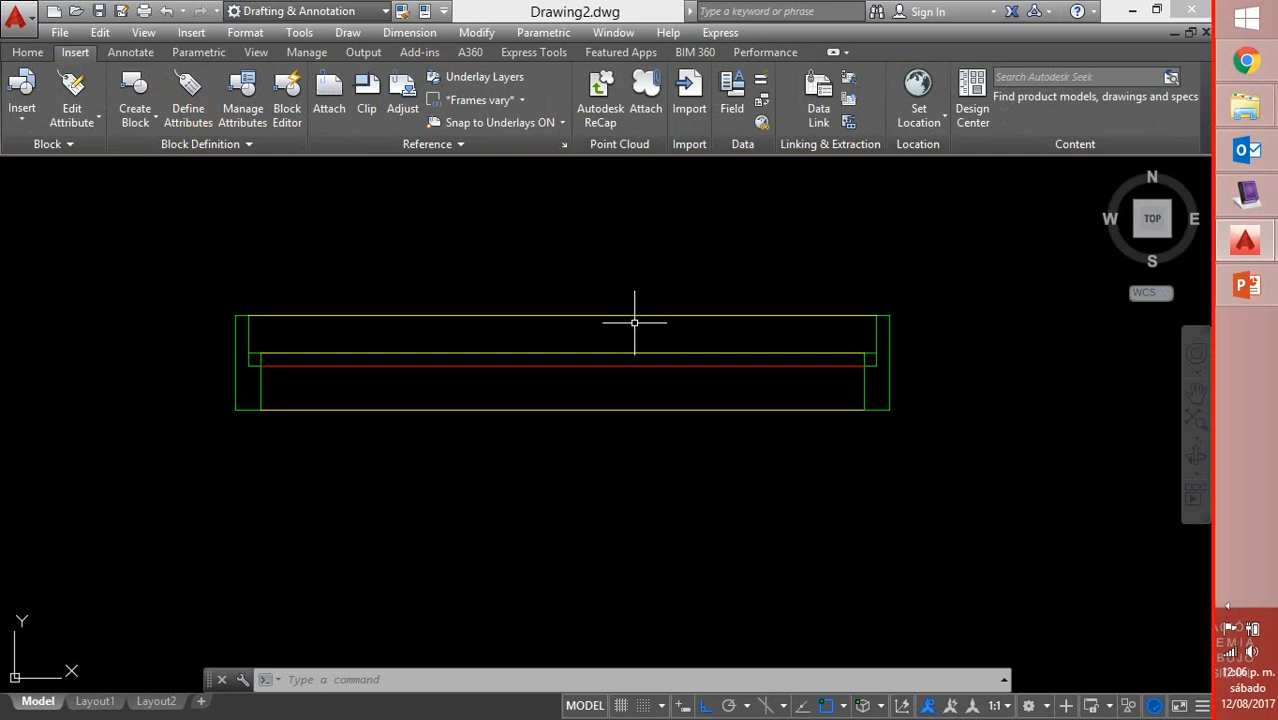 Drafting & Annotation
Drawing2.dwg
Type a keyword or phrase
Sign In
File Edit View Insert Format Tools Draw Dimension Modify Parametric Window Help Express
Home Insert Annotate Parametric View Manage Output Add-ins A360 Express Tools Featured Apps BIM 360 Performance
Insert
Edit Attribute
Create Block
Define Attributes
Manage Attributes
Block Editor
Attach
Clip
Adjust
Underlay Layers
*Frames vary*
Snap to Underlays ON
Autodesk ReCap
Attach
Import
Field
Data Link
Set Location
Design Center
Search Autodesk Seek
Find product models, drawings and specs
Block
Block Definition
Reference
Point Cloud
Import
Data
Linking & Extraction
Location
Content
N
W
TOP
E
S
WCS
Y
X
Type a command
Model Layout1 Layout2 +
MODEL
1:1
EMIA
BUJO
12:06 p. m.
sábado
12/08/2017